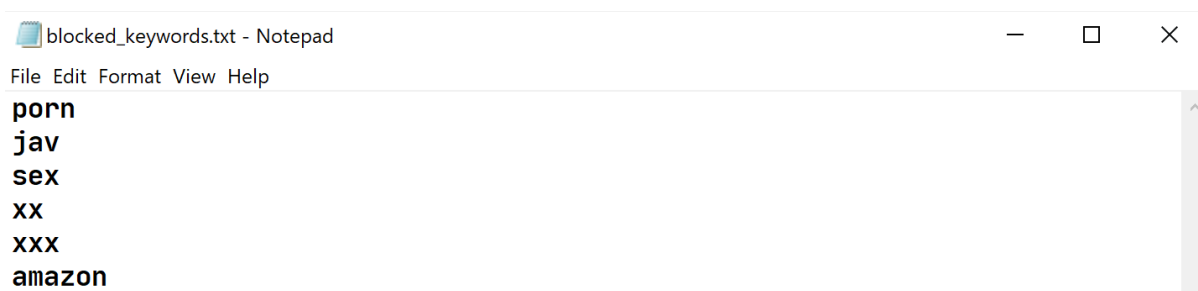 blocked_keywords.txt - Notepad
File Edit Format View Help
porn
jav
sex
xx
xxx
amazon